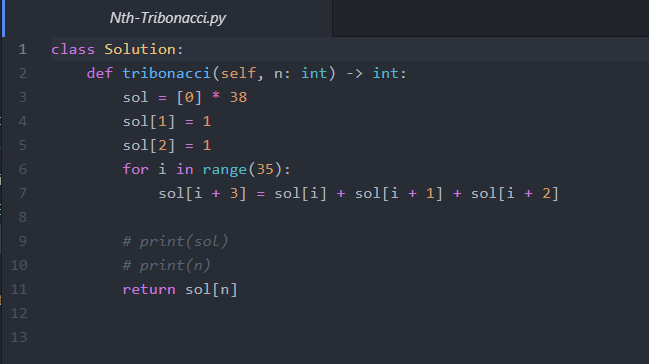 Nth-Tribonacci.py
1 class Solution:
2     def tribonacci(self, n: int) -> int:
3         sol = [0] * 38
4         sol[1] = 1
5         sol[2] = 1
6         for i in range(35):
7             sol[i + 3] = sol[i] + sol[i + 1] + sol[i + 2]
8
9         # print(sol)
10         # print(n)
11         return sol[n]
12
13